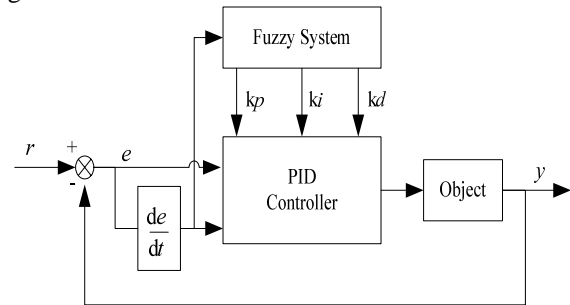 Fuzzy System
kp ki kd
r + e
-
PID
Controller
Object
y
de
dt